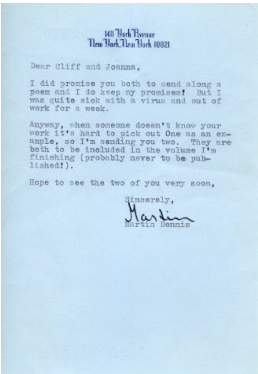 1411 York Avenue
New York, New York 10021
Dear Cliff and Joanna,
I did promise you both to send along a
poem and I do keep my promises! But I
was quite sick with a virus and out of
work for a week.
Anyway, when someone doesn't know your
work it's hard to pick out One as an ex-
ample, so I'm sending you two. They are
both to be included in the volume I'm
finishing (probably never to be pub-
lished!).
Hope to see the two of you very soon,
Sincerely,
Martin
Martin Dennis